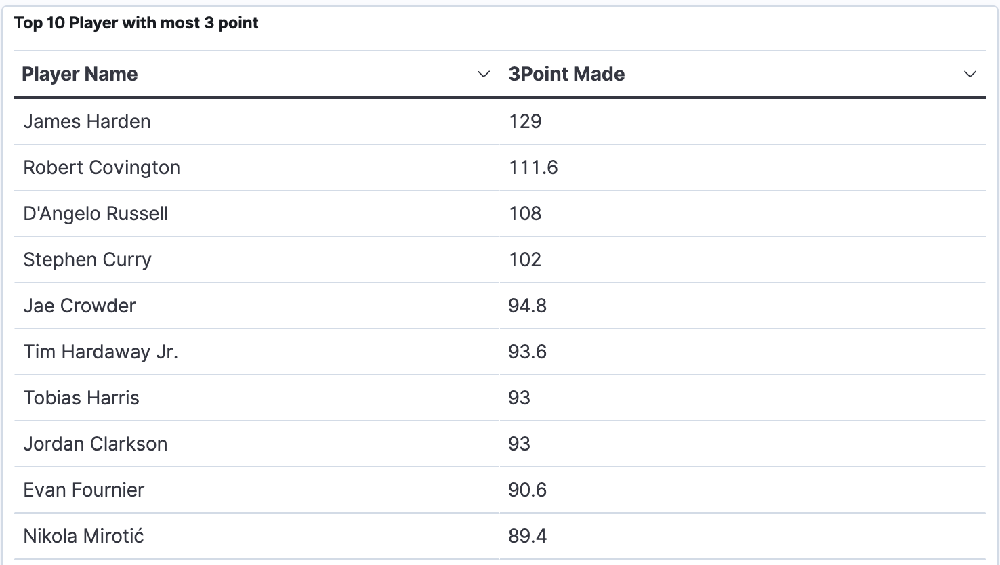 Top 10 Player with most 3 point
Player Name 3Point Made
James Harden 129
Robert Covington 111.6
D'Angelo Russell 108
Stephen Curry 102
Jae Crowder 94.8
Tim Hardaway Jr. 93.6
Tobias Harris 93
Jordan Clarkson 93
Evan Fournier 90.6
Nikola Mirotić 89.4